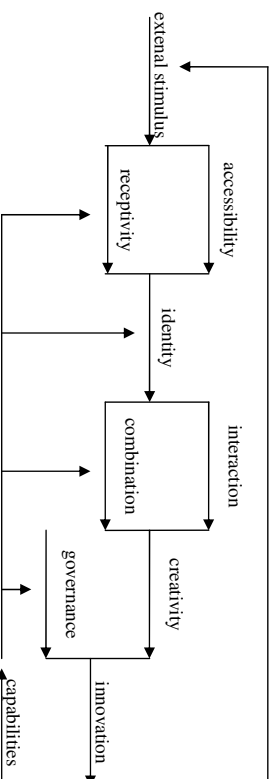 extenal stimulus
accessibility
receptivity
identity
interaction
combination
creativity
governance
innovation
capabilities